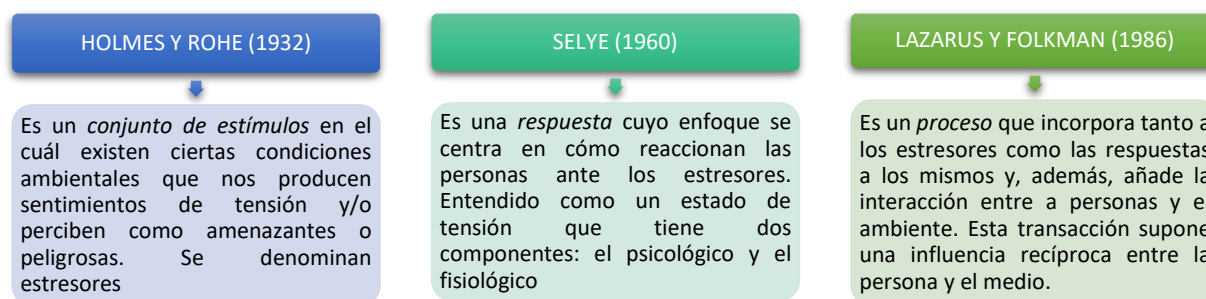 HOLMES Y ROHE (1932)
Es un conjunto de estímulos en el
cuál existen ciertas condiciones
ambientales que nos producen
sentimientos de tensión y/o
perciben como amenazantes o
peligrosas. Se denominan
estresores
SELYE (1960)
Es una respuesta cuyo enfoque se
centra en cómo reaccionan las
personas ante los estresores.
Entendido como un estado de
tensión que tiene dos
componentes: el psicológico y el
fisiológico
LAZARUS Y FOLKMAN (1986)
Es un proceso que incorpora tanto a
los estresores como las respuestas
a los mismos y, además, añade la
interacción entre a personas y e
ambiente. Esta transacción supone
una influencia recíproca entre la
persona y el medio.